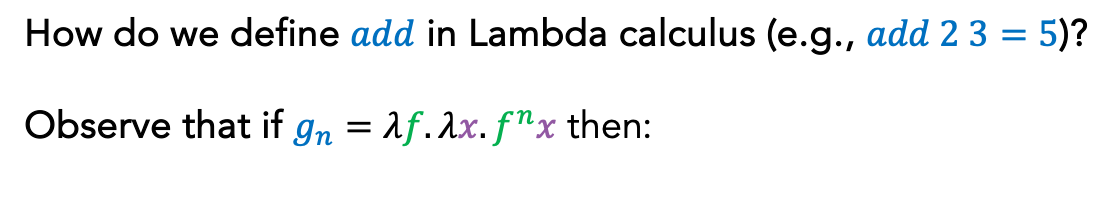 How do we define add in Lambda calculus (e.g., add 2 3 = 5)?
Observe that if gₙ = λf.λx.fⁿx then: